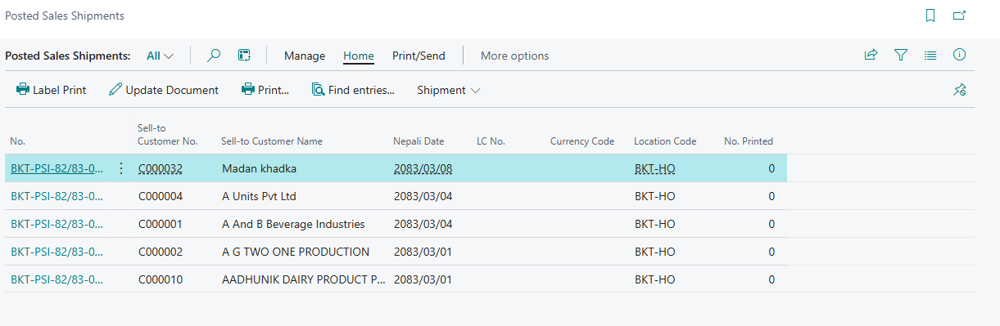 Posted Sales Shipments
Posted Sales Shipments: All Manage Home Print/Send More options
Label Print Update Document Print... Find entries... Shipment
No. Sell-to Customer No. Sell-to Customer Name Nepali Date LC No. Currency Code Location Code No. Printed
BKT-PSI-82/83-0... C000032 Madan khadka 2083/03/08 BKT-HO 0
BKT-PSI-82/83-0... C000004 A Units Pvt Ltd 2083/03/04 BKT-HO 0
BKT-PSI-82/83-0... C000001 A And B Beverage Industries 2083/03/04 BKT-HO 0
BKT-PSI-82/83-0... C000002 A G TWO ONE PRODUCTION 2083/03/01 BKT-HO 0
BKT-PSI-82/83-0... C000010 AADHUNIK DAIRY PRODUCT P... 2083/03/01 BKT-HO 0